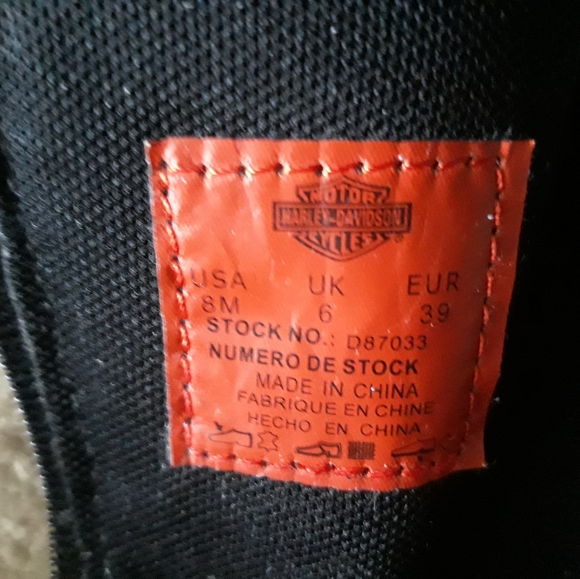 MOTOR
HARLEY-DAVIDSON
CYCLES
USA UK EUR
8M 6 39
STOCK NO.: D87033
NUMERO DE STOCK
MADE IN CHINA
FABRIQUE EN CHINE
HECHO EN CHINA